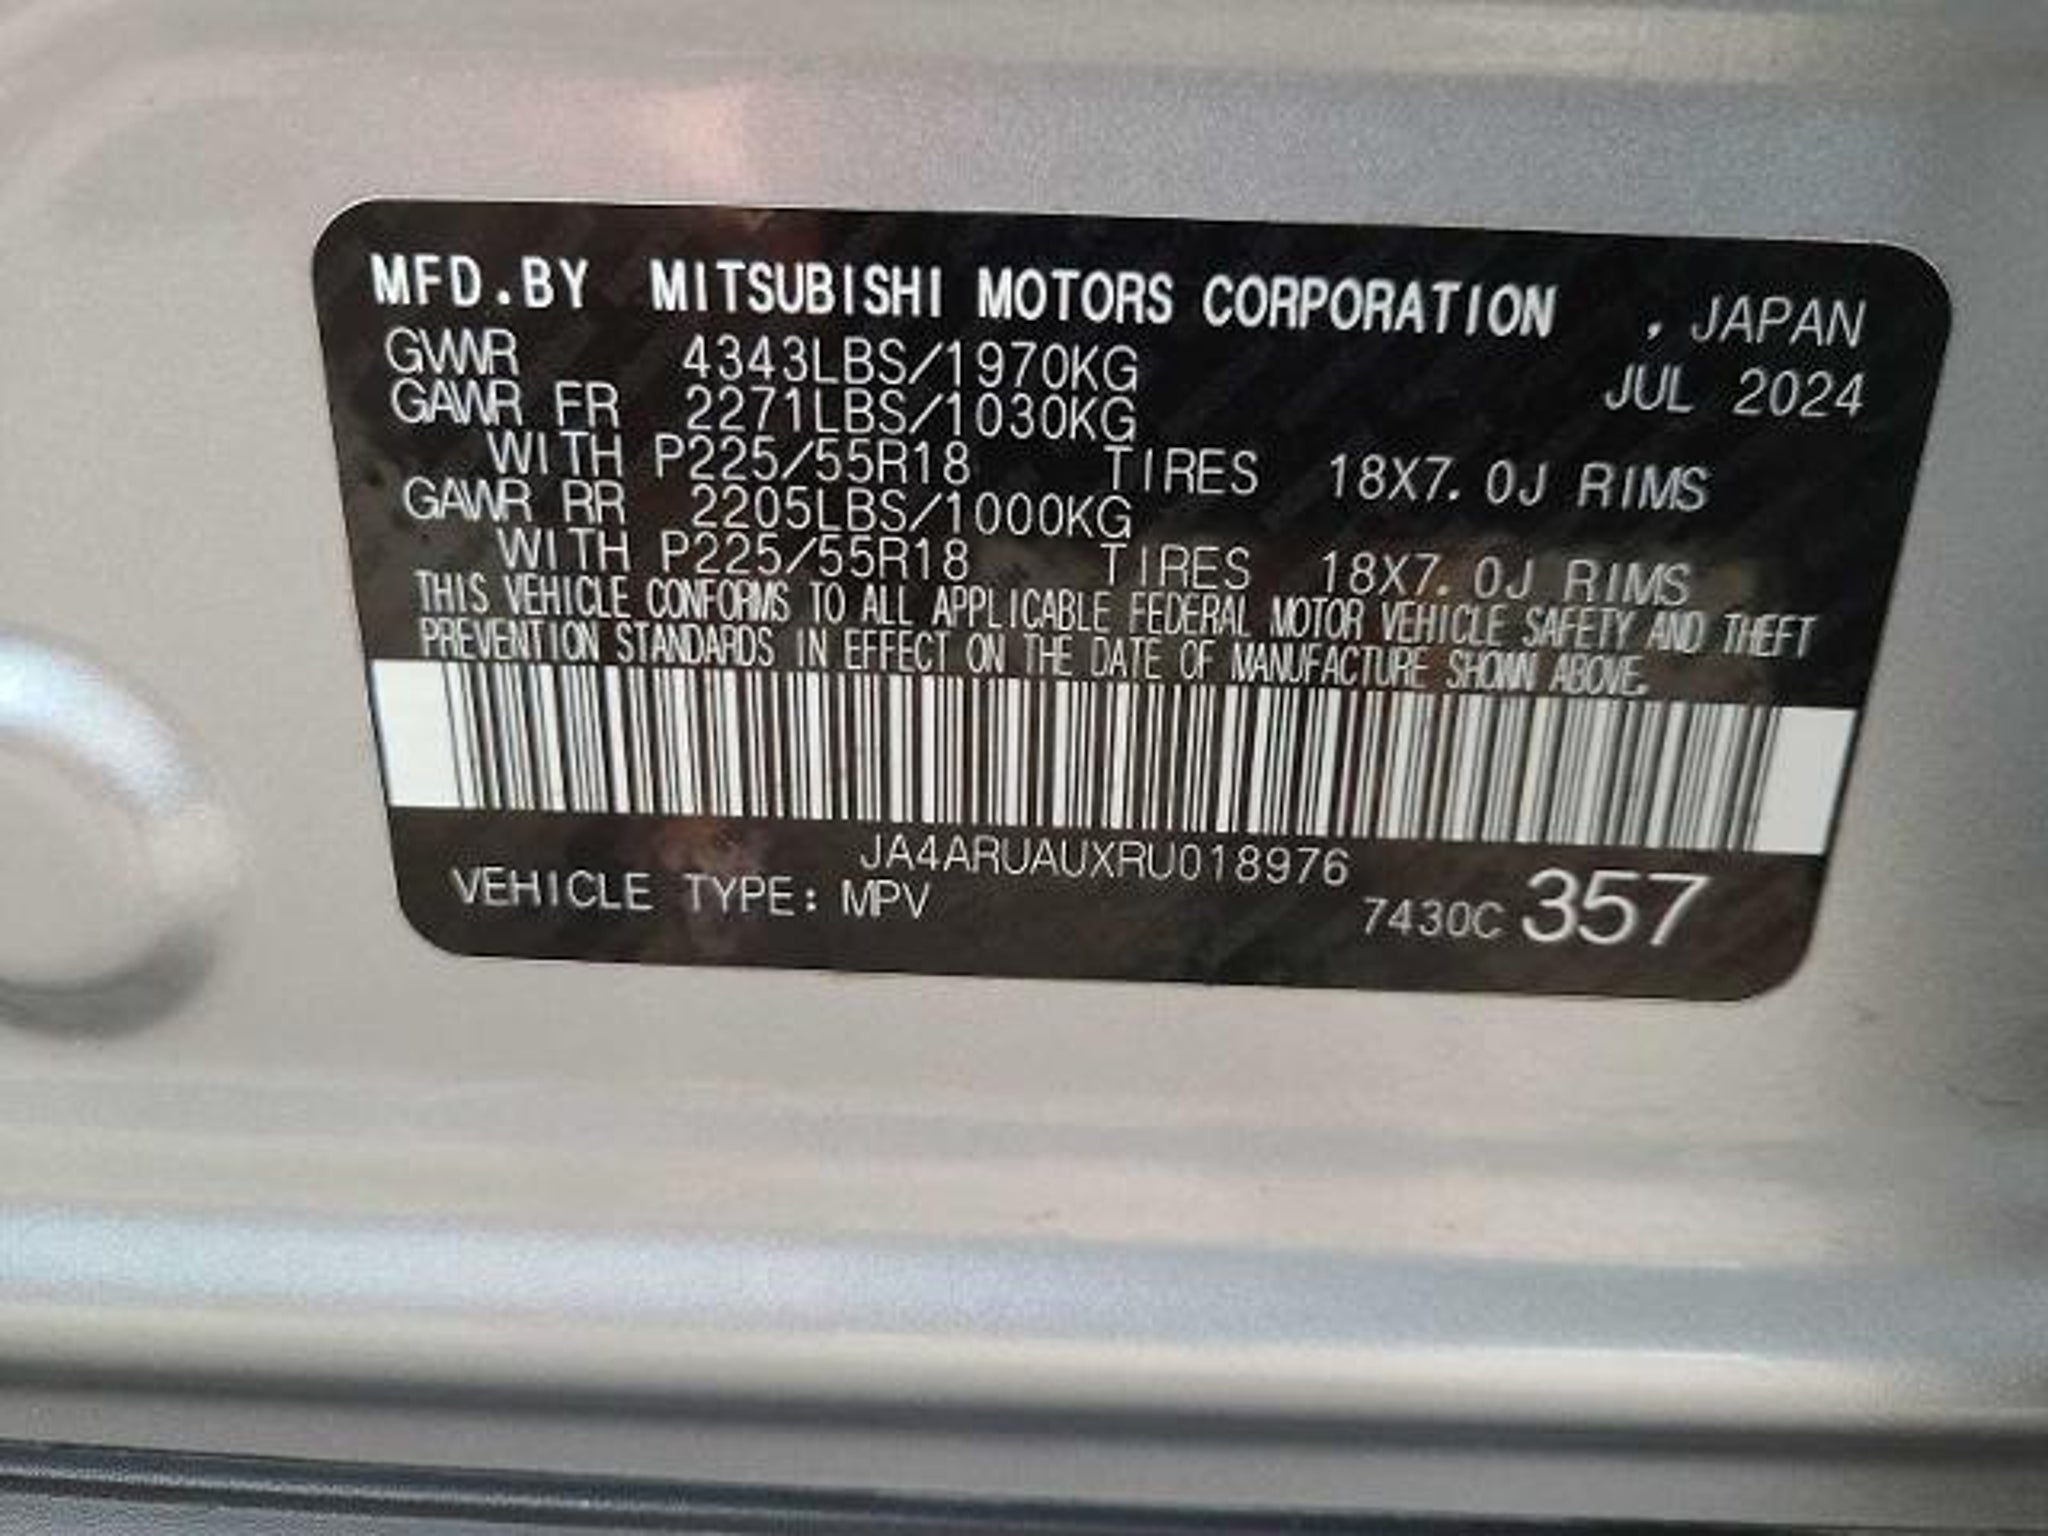 MFD.BY MITSUBISHI MOTORS CORPORATION , JAPAN
GVWR 4343LBS/1970KG JUL 2024
GAWR FR 2271LBS/1030KG
WITH P225/55R18 TIRES 18X7.0J RIMS
GAWR RR 2205LBS/1000KG
WITH P225/55R18 TIRES 18X7.0J RIMS
THIS VEHICLE CONFORMS TO ALL APPLICABLE FEDERAL MOTOR VEHICLE SAFETY AND THEFT
PREVENTION STANDARDS IN EFFECT ON THE DATE OF MANUFACTURE SHOWN ABOVE.
JA4ARUAUXRU018976
VEHICLE TYPE: MPV 7430C 357